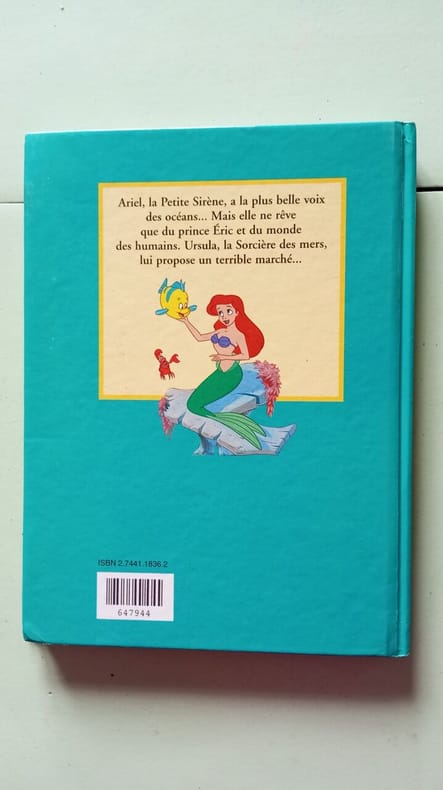 Ariel, la Petite Sirène, a la plus belle voix
des océans... Mais elle ne rêve
que du prince Éric et du monde
des humains. Ursula, la Sorcière des mers,
lui propose un terrible marché...
ISBN 2.7441.1836.2
647944